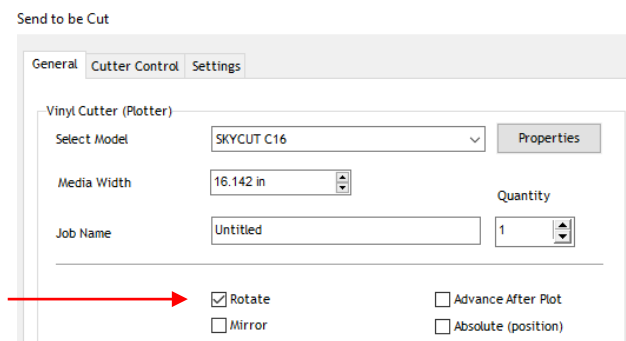 Send to be Cut
General Cutter Control Settings
Vinyl Cutter (Plotter)
Select Model SKYCUT C16 Properties
Media Width 16.142 in
Quantity
Job Name Untitled 1
Rotate Advance After Plot
Mirror Absolute (position)